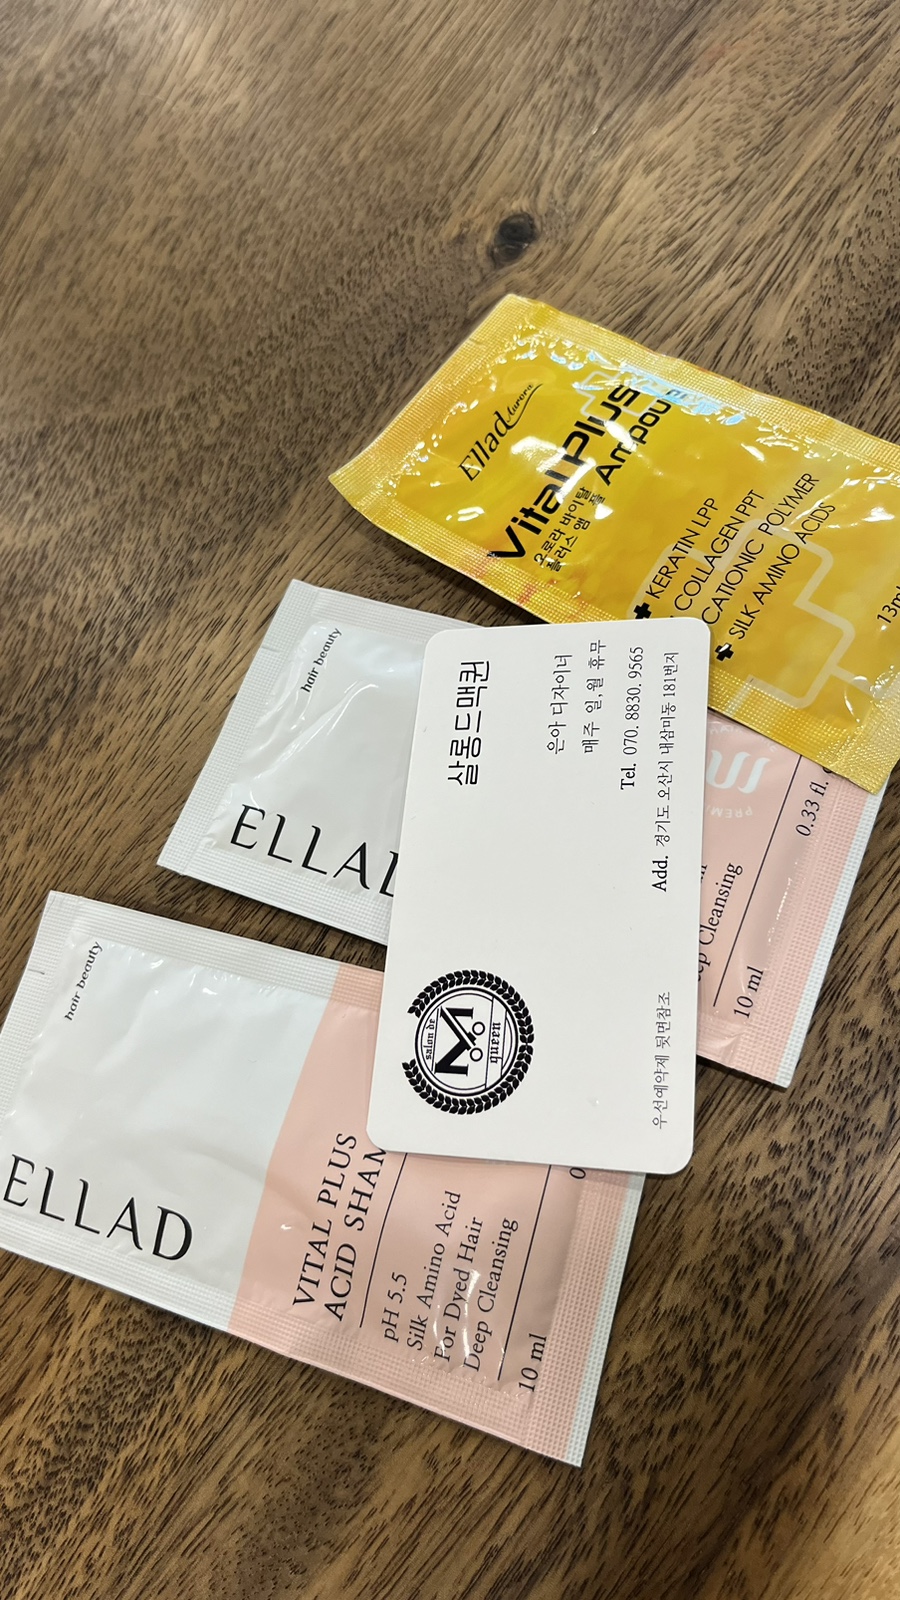 Ellad Aurora
Vital Plus
Ampou
오로라 바이탈
플러스 앰플
KERATIN LPP
COLLAGEN PPT
CATIONIC POLYMER
SILK AMINO ACIDS
13ml
hair beauty
ELLAD
Cleansing
10 ml
0.33 fl.
살롱드맥퀸
은아 디자이너
매주 일,월 휴무
Tel. 070. 8830. 9565
Add. 경기도 오산시 내삼미동 181번지
우선예약제 뒷면참조
salon de
M
queen
hair beauty
ELLAD
VITAL PLUS
ACID SHAM
pH 5.5
Silk Amino Acid
For Dyed Hair
Deep Cleansing
10 ml